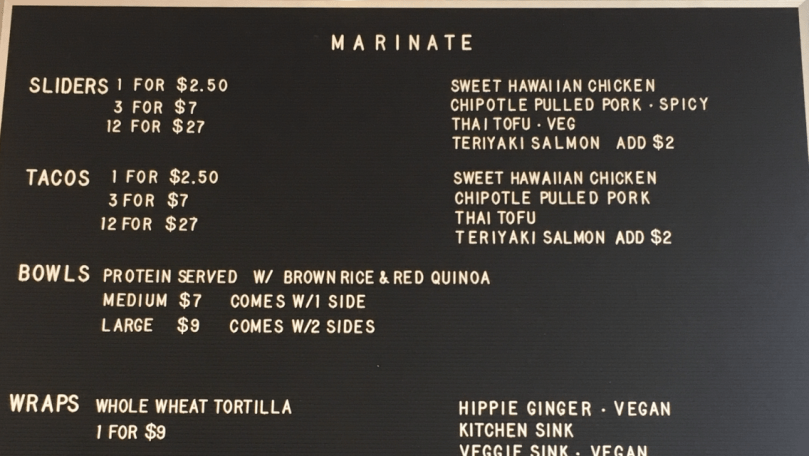 MARINATE
SLIDERS 1 FOR $2.50
3 FOR $7
12 FOR $27
SWEET HAWAIIAN CHICKEN
CHIPOTLE PULLED PORK · SPICY
THAI TOFU · VEG
TERIYAKI SALMON ADD $2
TACOS 1 FOR $2.50
3 FOR $7
12 FOR $27
SWEET HAWAIIAN CHICKEN
CHIPOTLE PULLED PORK
THAI TOFU
TERIYAKI SALMON ADD $2
BOWLS PROTEIN SERVED W/ BROWN RICE & RED QUINOA
MEDIUM $7 COMES W/1 SIDE
LARGE $9 COMES W/2 SIDES
WRAPS WHOLE WHEAT TORTILLA
1 FOR $9
HIPPIE GINGER · VEGAN
KITCHEN SINK
VEGGIE SINK · VEGAN